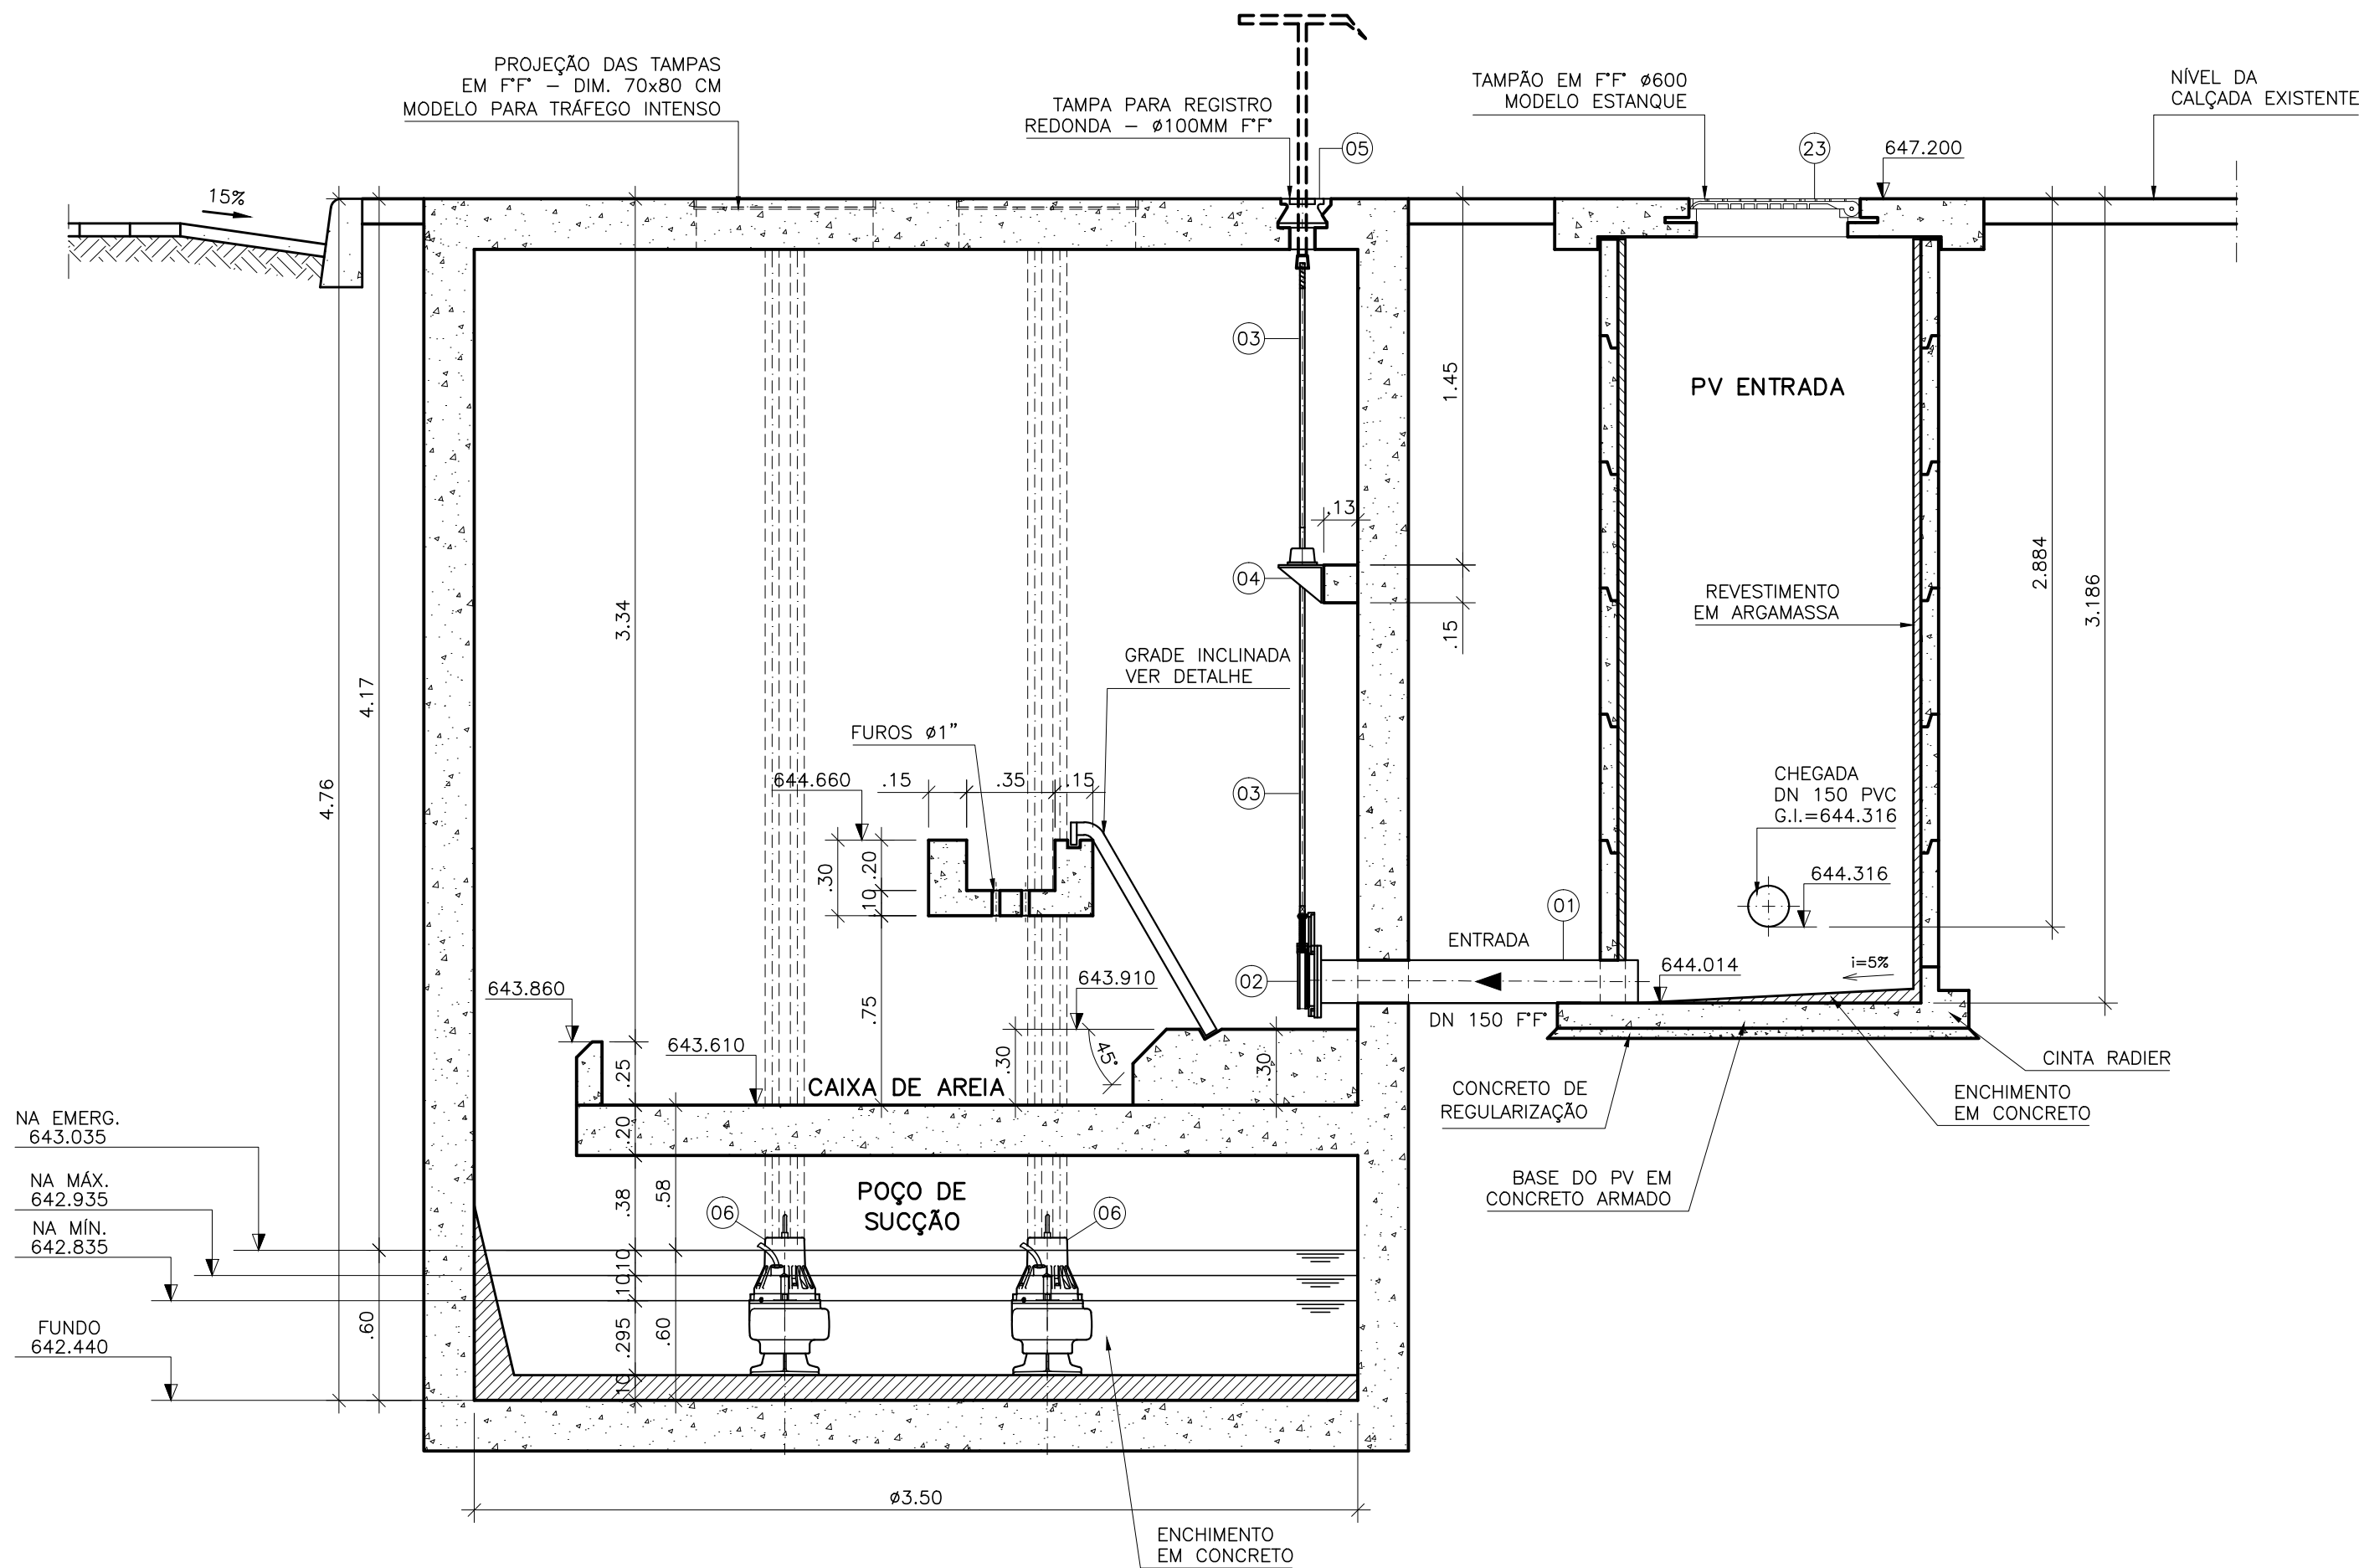 PROJEÇÃO DAS TAMPAS
EM F°F° – DIM. 70x80 CM
MODELO PARA TRÁFEGO INTENSO
TAMPA PARA REGISTRO
REDONDA – ø100MM F°F°
05
TAMPÃO EM F°F° ø600
MODELO ESTANQUE
23
647.200
NÍVEL DA
CALÇADA EXISTENTE
15%
03
1.45
PV ENTRADA
.13
04
.15
2.884
3.186
REVESTIMENTO
EM ARGAMASSA
3.34
4.17
4.76
GRADE INCLINADA
VER DETALHE
FUROS ø1"
644.660
.15
.35
.15
03
.30
.20
10
CHEGADA
DN 150 PVC
G.I.=644.316
644.316
01
ENTRADA
02
644.014
i=5%
643.860
643.910
.75
DN 150 F°F°
643.610
.25
.30
45°
.30
CAIXA DE AREIA
CINTA RADIER
CONCRETO DE
REGULARIZAÇÃO
ENCHIMENTO
EM CONCRETO
NA EMERG.
643.035
.20
NA MÁX.
642.935
.38
.58
POÇO DE
SUCÇÃO
06
06
BASE DO PV EM
CONCRETO ARMADO
NA MÍN.
642.835
10
10
FUNDO
642.440
.60
.295
.60
10
ø3.50
ENCHIMENTO
EM CONCRETO